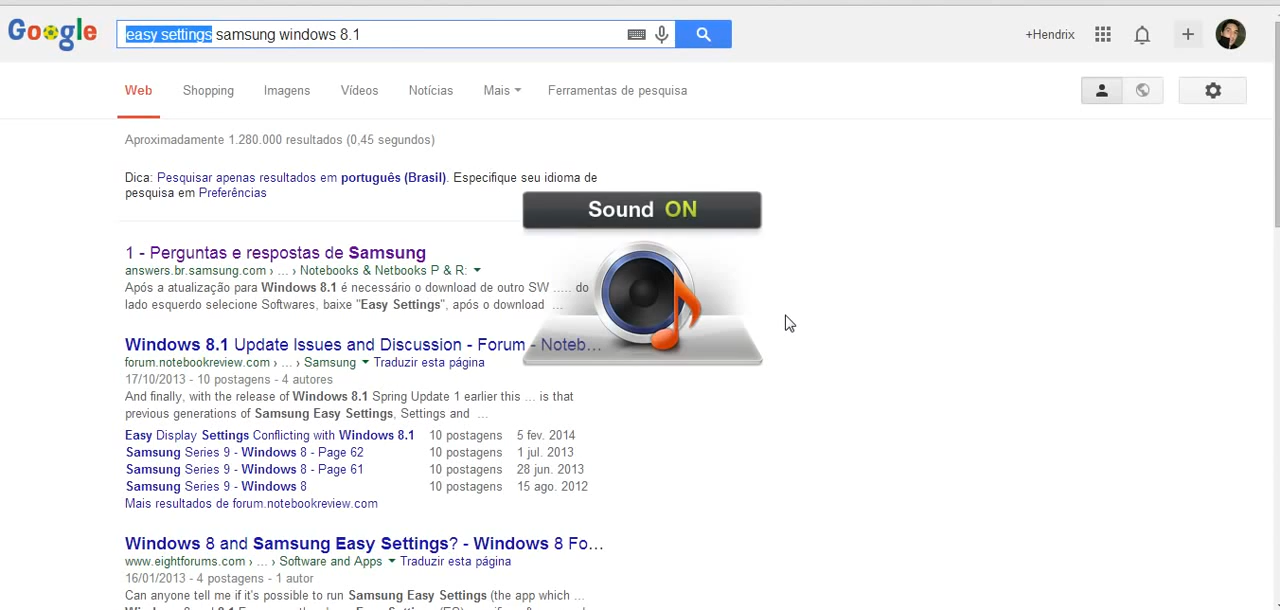 Google
easy settings samsung windows 8.1
+Hendrix
Web Shopping Imagens Vídeos Notícias Mais Ferramentas de pesquisa
Aproximadamente 1.280.000 resultados (0,45 segundos)
Dica: Pesquisar apenas resultados em português (Brasil). Especifique seu idioma de
pesquisa em Preferências
Sound ON
1 - Perguntas e respostas de Samsung
answers.br.samsung.com › ... › Notebooks & Netbooks P & R:
Após a atualização para Windows 8.1 é necessário o download de outro SW ..... do
lado esquerdo selecione Softwares, baixe "Easy Settings", após o download ...
Windows 8.1 Update Issues and Discussion - Forum - Noteb...
forum.notebookreview.com › ... › Samsung Traduzir esta página
17/10/2013 - 10 postagens - 4 autores
And finally, with the release of Windows 8.1 Spring Update 1 earlier this ... is that
previous generations of Samsung Easy Settings, Settings and ...
Easy Display Settings Conflicting with Windows 8.1 10 postagens 5 fev. 2014
Samsung Series 9 - Windows 8 - Page 62 10 postagens 1 jul. 2013
Samsung Series 9 - Windows 8 - Page 61 10 postagens 28 jun. 2013
Samsung Series 9 - Windows 8 10 postagens 15 ago. 2012
Mais resultados de forum.notebookreview.com
Windows 8 and Samsung Easy Settings? - Windows 8 Fo...
www.eightforums.com › ... › Software and Apps Traduzir esta página
16/01/2013 - 4 postagens - 1 autor
Can anyone tell me if it's possible to run Samsung Easy Settings (the app which ...